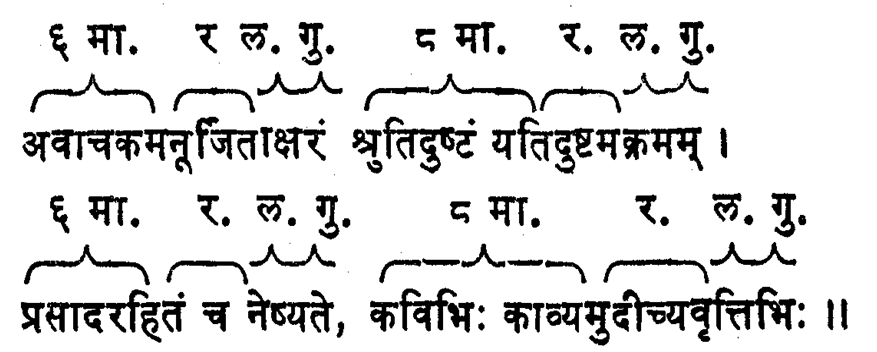 ६ मा. र ल. गु. ८ मा. र. ल. गु.
अवाचकमनूर्जिताक्षरं श्रुतिदुष्टं यतिदुष्टमक्रमम् ।
६ मा. र. ल. गु. ८ मा. र. ल. गु.
प्रसादरहितं च नेष्यते, कविभिः काव्यमुदीच्यवृत्तिभिः ॥